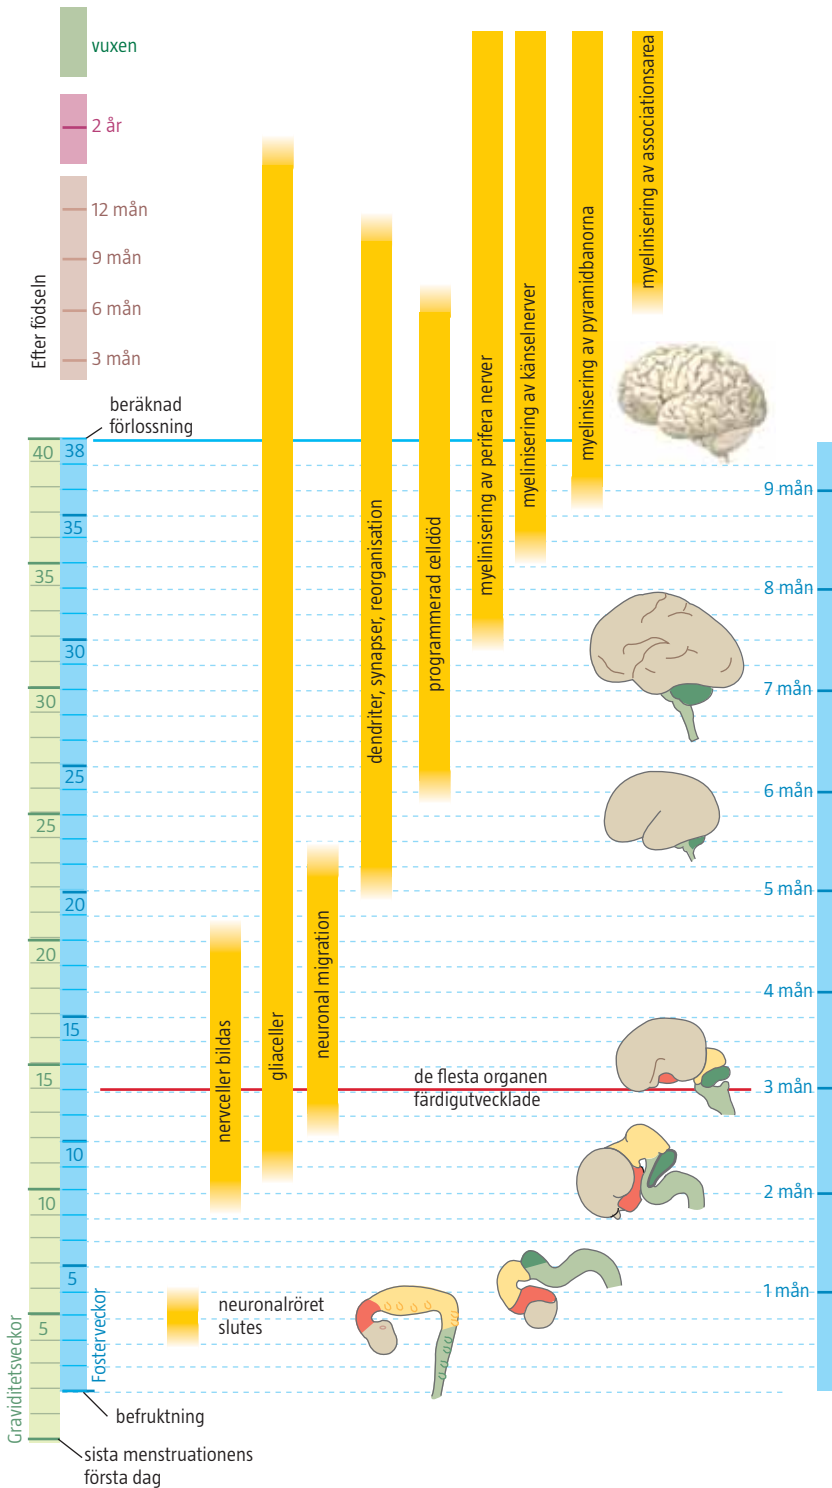 vuxen
2 år
12 mån
9 mån
6 mån
3 mån
Efter födseln
beräknad
förlossning
myelinisering av perifera nerver
myelinisering av känselnerver
myelinisering av pyramidbanorna
myelinisering av associationsarea
dendriter, synapser, reorganisation
programmerad celldöd
nervceller bildas
gliaceller
neuronal migration
40
35
30
25
20
15
10
5
Graviditetsveckor
38
35
30
25
20
15
10
5
Fosterveckor
9 mån
8 mån
7 mån
6 mån
5 mån
4 mån
3 mån
2 mån
1 mån
de flesta organen
färdigutvecklade
neuronalröret
slutes
befruktning
sista menstruationens
första dag